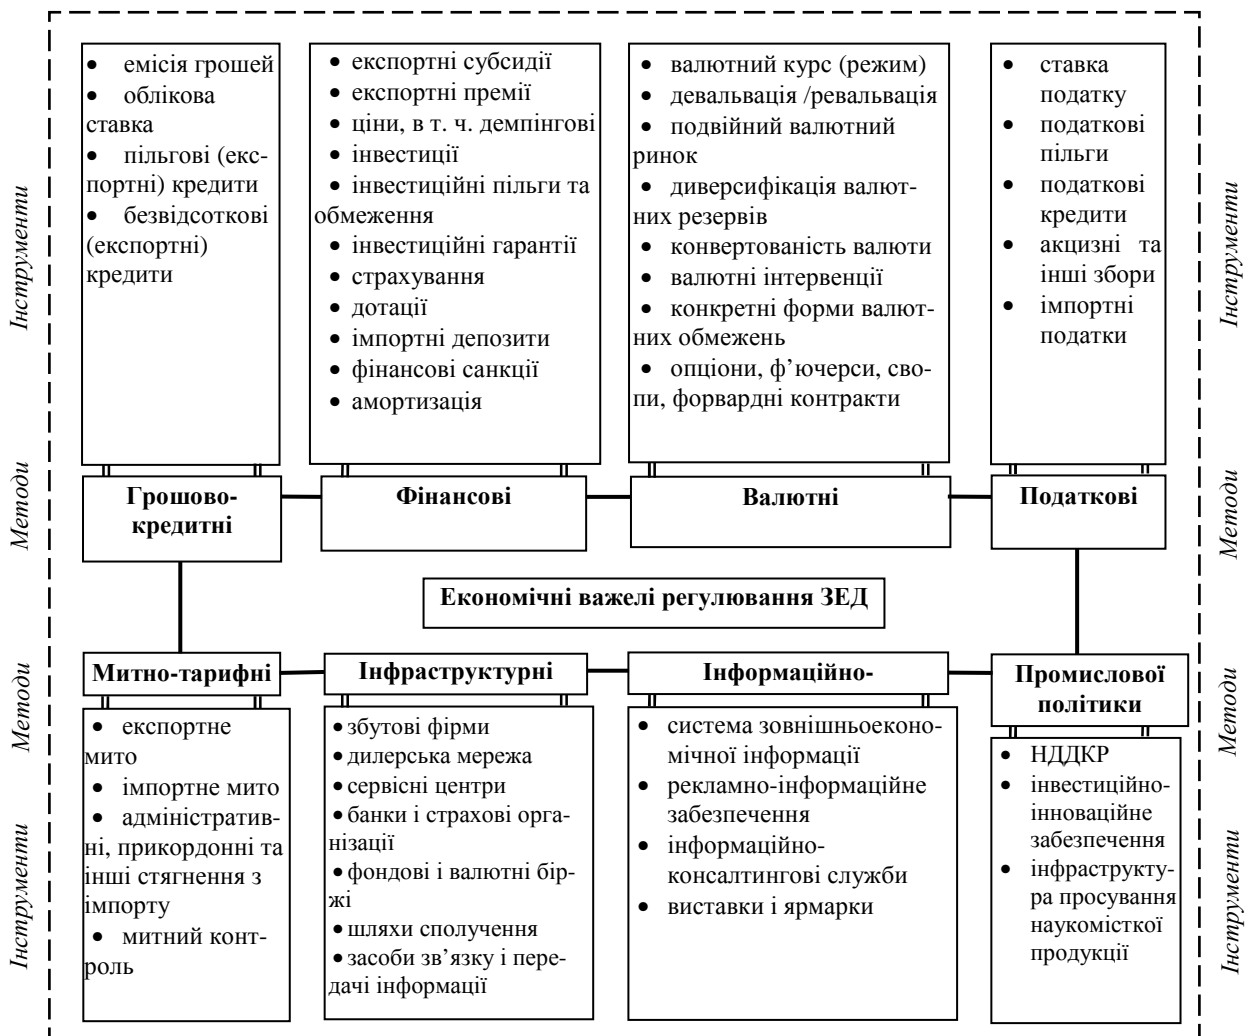 • емісія грошей
• облікова
ставка
• пільгові (екс-
портні) кредити
• безвідсоткові
(експортні)
кредити
• експортні субсидії
• експортні премії
• ціни, в т. ч. демпінгові
• інвестиції
• інвестиційні пільги та
обмеження
• інвестиційні гарантії
• страхування
• дотації
• імпортні депозити
• фінансові санкції
• амортизація
• валютний курс (режим)
• девальвація /ревальвація
• подвійний валютний
ринок
• диверсифікація валют-
них резервів
• конвертованість валюти
• валютні інтервенції
• конкретні форми валют-
них обмежень
• опціони, ф’ючерси, сво-
пи, форвардні контракти
• ставка
податку
• податкові
пільги
• податкові
кредити
• акцизні та
інші збори
• імпортні
податки
Інструменти
Інструменти
Методи
Грошово-
кредитні
Фінансові
Валютні
Податкові
Методи
Економічні важелі регулювання ЗЕД
Методи
Митно-тарифні
Інфраструктурні
Інформаційно-
Промислової
політики
Методи
Інструменти
• експортне
мито
• імпортне мито
• адміністратив-
ні, прикордонні та
інші стягнення з
імпорту
• митний конт-
роль
• збутові фірми
• дилерська мережа
• сервісні центри
• банки і страхові орга-
нізації
• фондові і валютні бір-
жі
• шляхи сполучення
• засоби зв’язку і пере-
дачі інформації
• система зовнішньоеконо-
мічної інформації
• рекламно-інформаційне
забезпечення
• інформаційно-
консалтингові служби
• виставки і ярмарки
• НДДКР
• інвестиційно-
інноваційне
забезпечення
• інфраструкту-
ра просування
наукомісткої
продукції
Інструменти